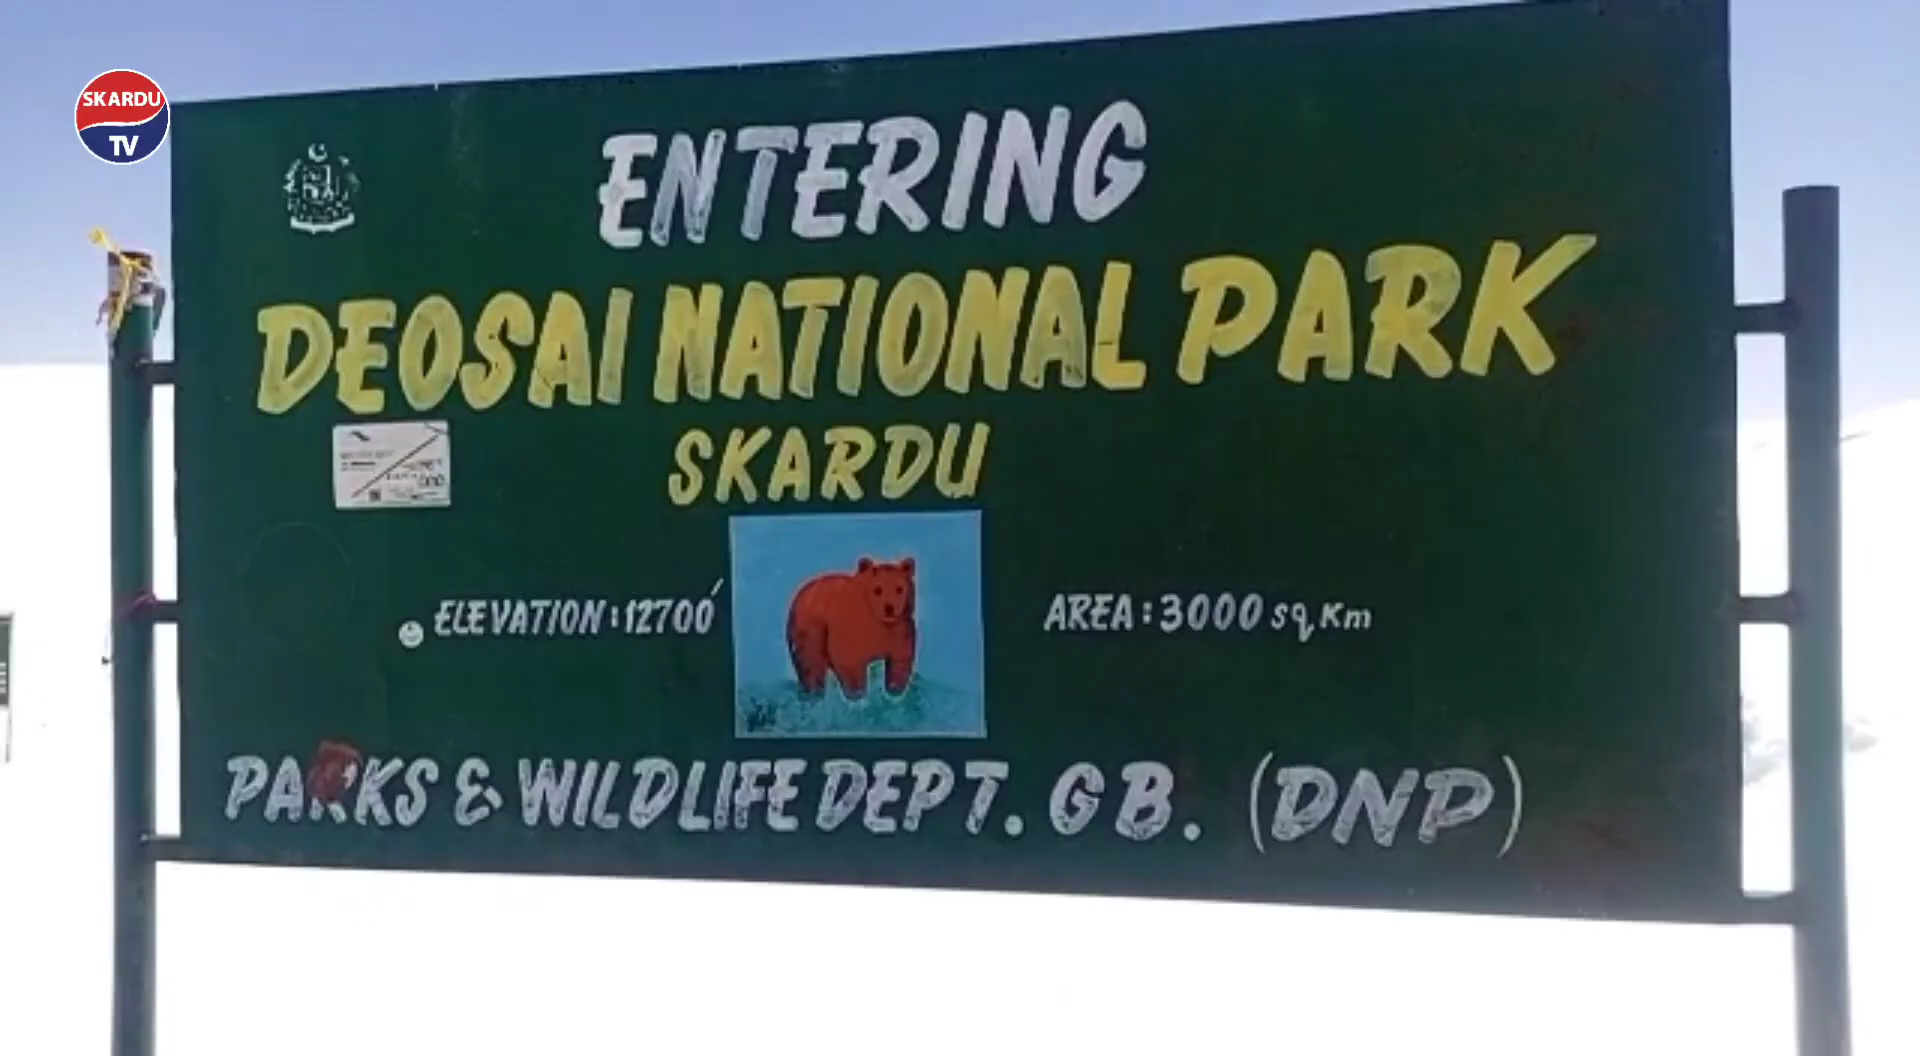 SKARDU
TV
ENTERING
DEOSAI NATIONAL PARK
SKARDU
ELEVATION : 12700'
AREA : 3000 sq Km
PARKS & WILDLIFE DEPT. GB. (DNP)